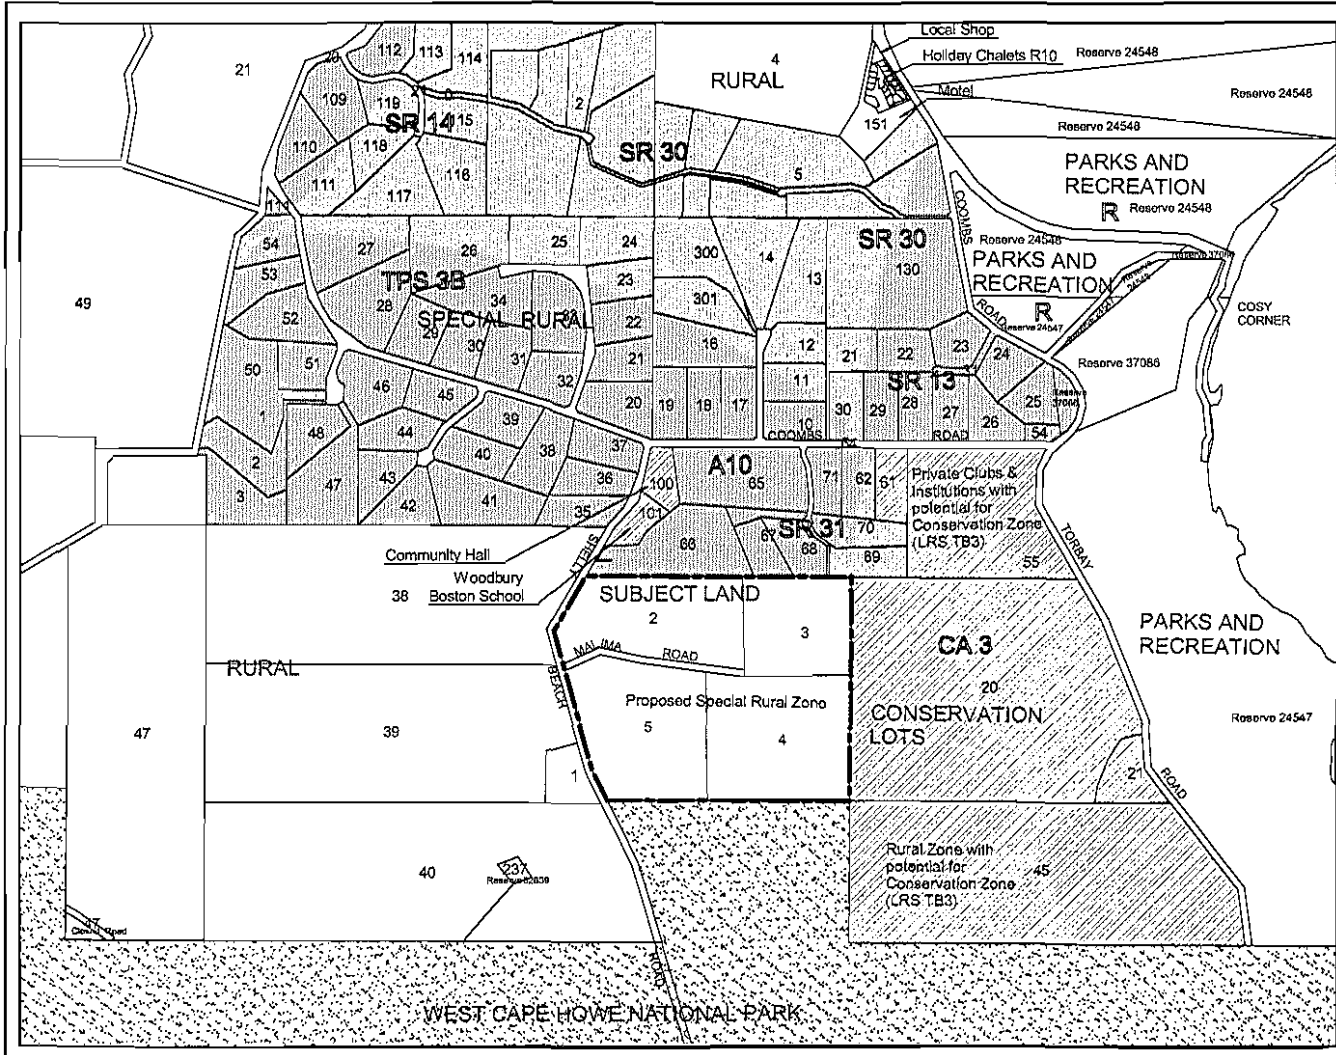 Local Shop
Holiday Chalets R10
Motel
Reserve 24548
Reserve 24548
Reserve 24548
21
112
113
114
4
RURAL
2
109
119
115
SR 14
SR 30
151
110
118
111
117
116
5
PARKS AND
RECREATION
R
Reserve 24548
111
54
53
27
26
25
24
300
14
13
SR 30
130
COOMBS
Reserve 24548
PARKS AND
RECREATION
R
Reserve 24547
ROAD
COSY
CORNER
49
TPS 3B
SPECIAL RURAL
28
34
33
23
301
52
29
30
31
22
16
12
21
22
23
24
Reserve 37086
50
51
46
45
32
21
11
SR 13
1
39
20
19
18
17
30
29
28
27
26
25
Reserve
37086
48
44
38
37
10
COOMBS
ROAD
54
2
3
47
43
42
40
41
36
35
A10
100
65
71
62
61
Private Clubs &
Institutions with
potential for
Conservation Zone
(LRS TB3)
55
TORBAY
101
66
67
SR 31
68
70
69
Community Hall
Woodbury
Boston School
SHELLY
38
SUBJECT LAND
2
3
MALIMA
ROAD
RURAL
BEACH
Proposed Special Rural Zone
5
4
CA 3
20
CONSERVATION
LOTS
PARKS AND
RECREATION
Reserve 24547
47
39
1
21
ROAD
40
237
Rural Zone with
potential for
Conservation Zone
(LRS TB3)
45
47
Closed Road
ROAD
WEST CAPE HOWE NATIONAL PARK